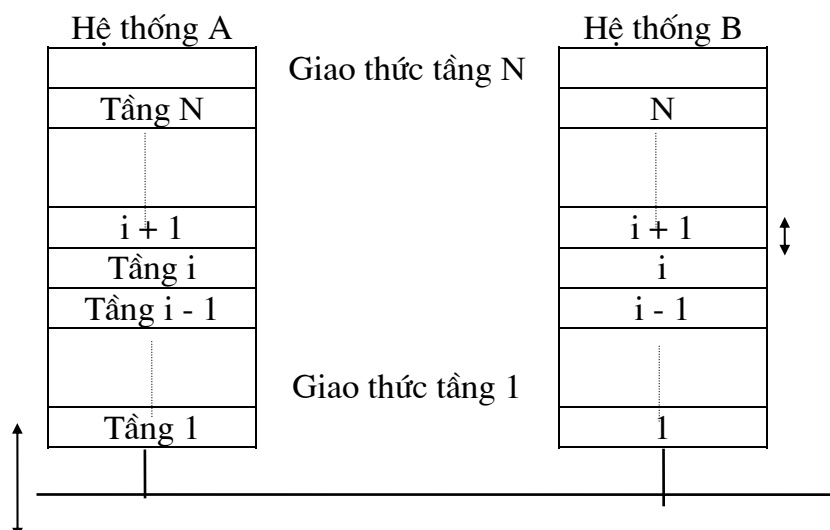 Hệ thống A
Hệ thống B
Giao thức tầng N
Tầng N
N
i + 1
i + 1
Tầng i
i
Tầng i - 1
i - 1
Giao thức tầng 1
Tầng 1
1